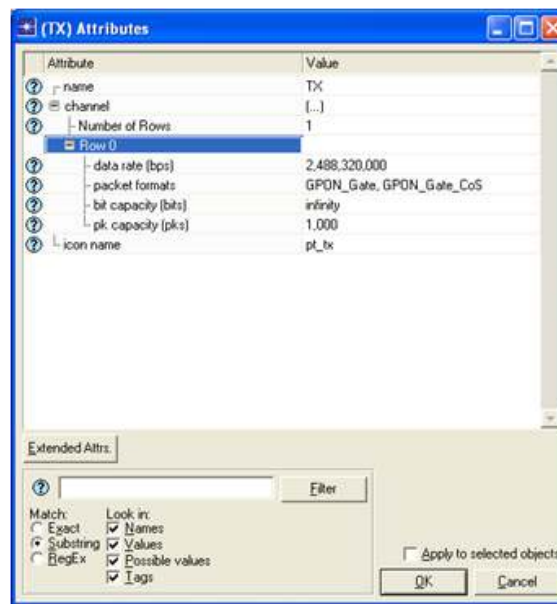 (TX) Attributes
Attribute Value
name TX
channel (...)
Number of Rows 1
Row 0
data rate (bps) 2,488,320,000
packet formats GPON_Gate, GPON_Gate_CoS
bit capacity (bits) infinity
pk capacity (pks) 1,000
icon name pt_tx
Extended Attrs.
Filter
Match: Look in:
Exact Names
Substring Values
RegEx Possible values
Tags
Apply to selected objects
OK Cancel